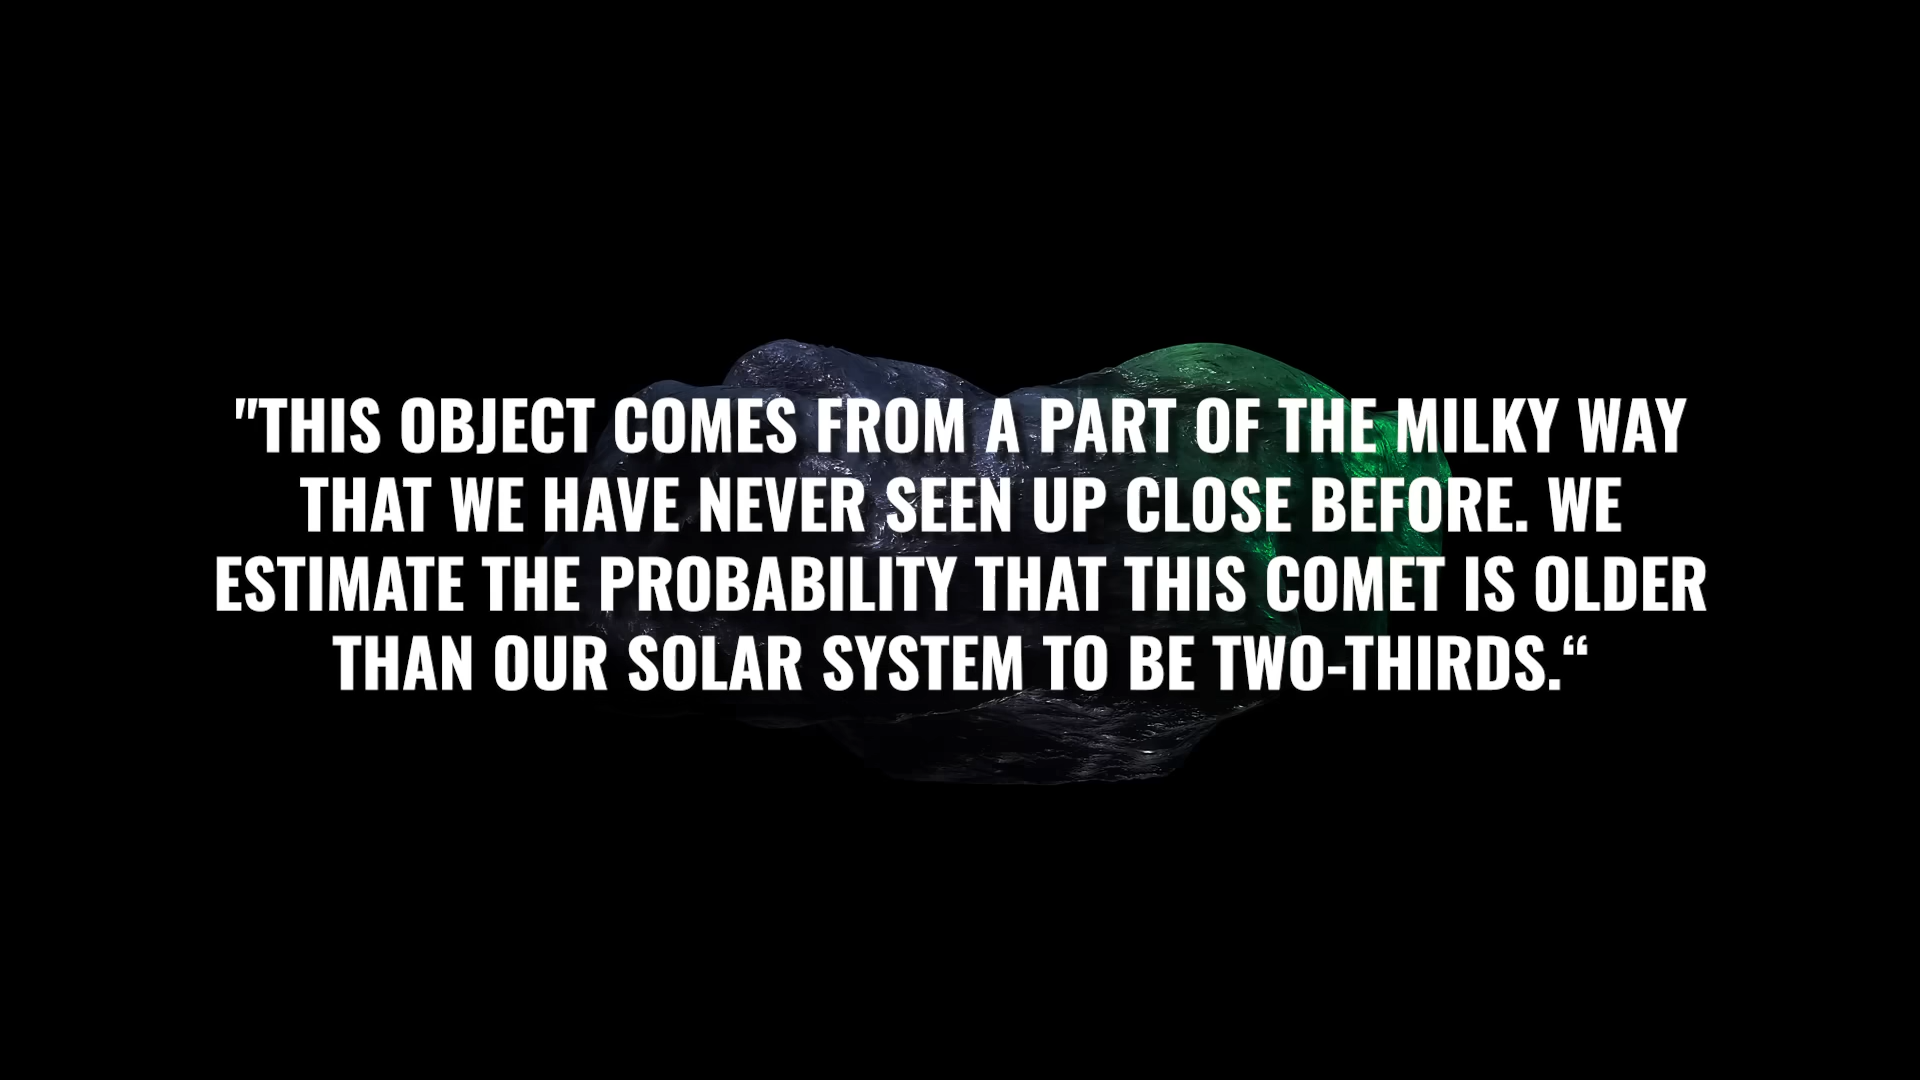 "THIS OBJECT COMES FROM A PART OF THE MILKY WAY
THAT WE HAVE NEVER SEEN UP CLOSE BEFORE. WE
ESTIMATE THE PROBABILITY THAT THIS COMET IS OLDER
THAN OUR SOLAR SYSTEM TO BE TWO-THIRDS.“